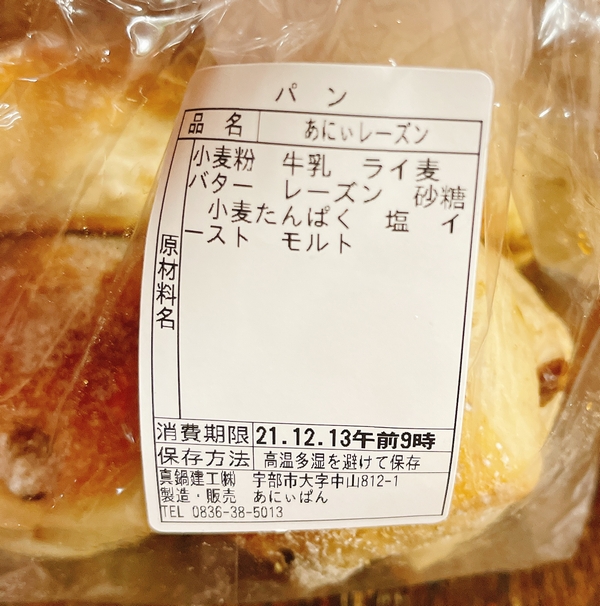 パン
品名 あにぃレーズン
原材料名
小麦粉 牛乳 ライ麦
バター レーズン 砂糖
小麦たんぱく 塩 イ
ースト モルト
消費期限 21.12.13午前9時
保存方法 高温多湿を避けて保存
真鍋建工㈱ 宇部市大字中山812-1
製造・販売 あにぃぱん
TEL 0836-38-5013